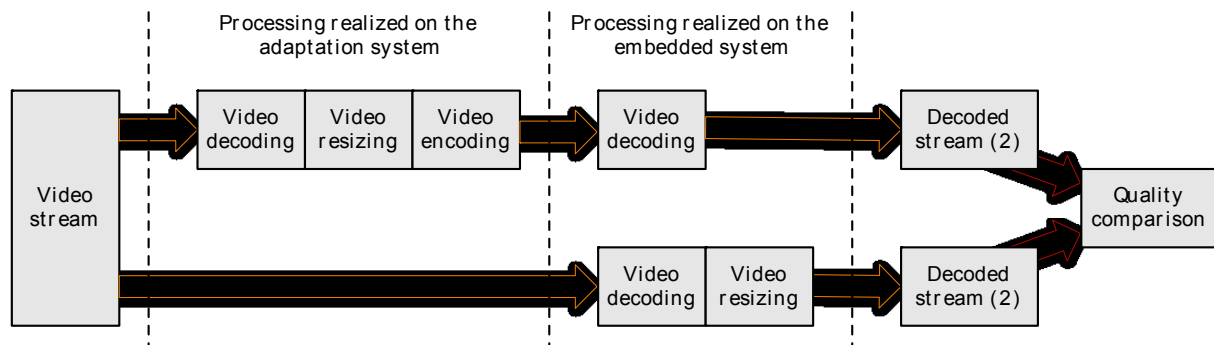 Processing realized on the
adaptation system
Processing realized on the
embedded system
Video
stream
Video
decoding
Video
resizing
Video
encoding
Video
decoding
Decoded
stream (2)
Quality
comparison
Video
decoding
Video
resizing
Decoded
stream (2)